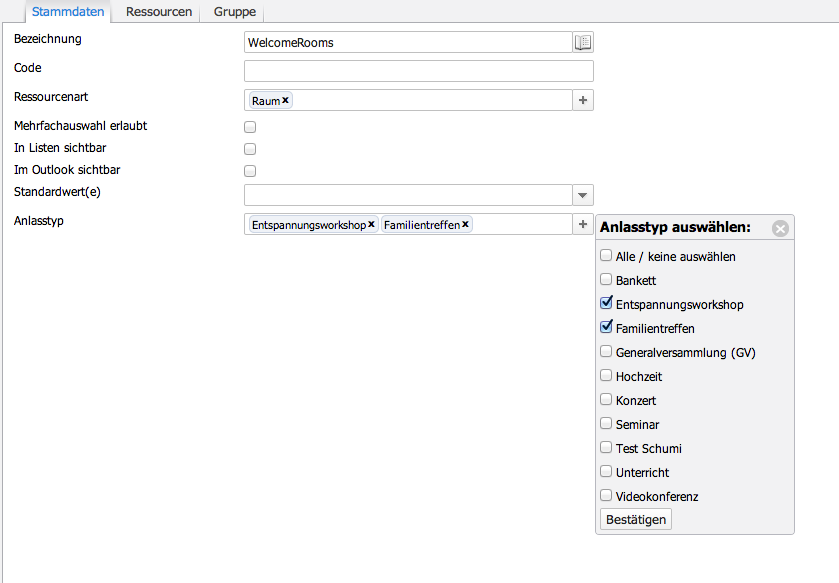 Stammdaten Ressourcen Gruppe
Bezeichnung WelcomeRooms
Code
Ressourcenart Raum x
Mehrfachauswahl erlaubt
In Listen sichtbar
Im Outlook sichtbar
Standardwert(e)
Anlasstyp Entspannungsworkshop x Familientreffen x
Anlasstyp auswählen:
Alle / keine auswählen
Bankett
Entspannungsworkshop
Familientreffen
Generalversammlung (GV)
Hochzeit
Konzert
Seminar
Test Schumi
Unterricht
Videokonferenz
Bestätigen